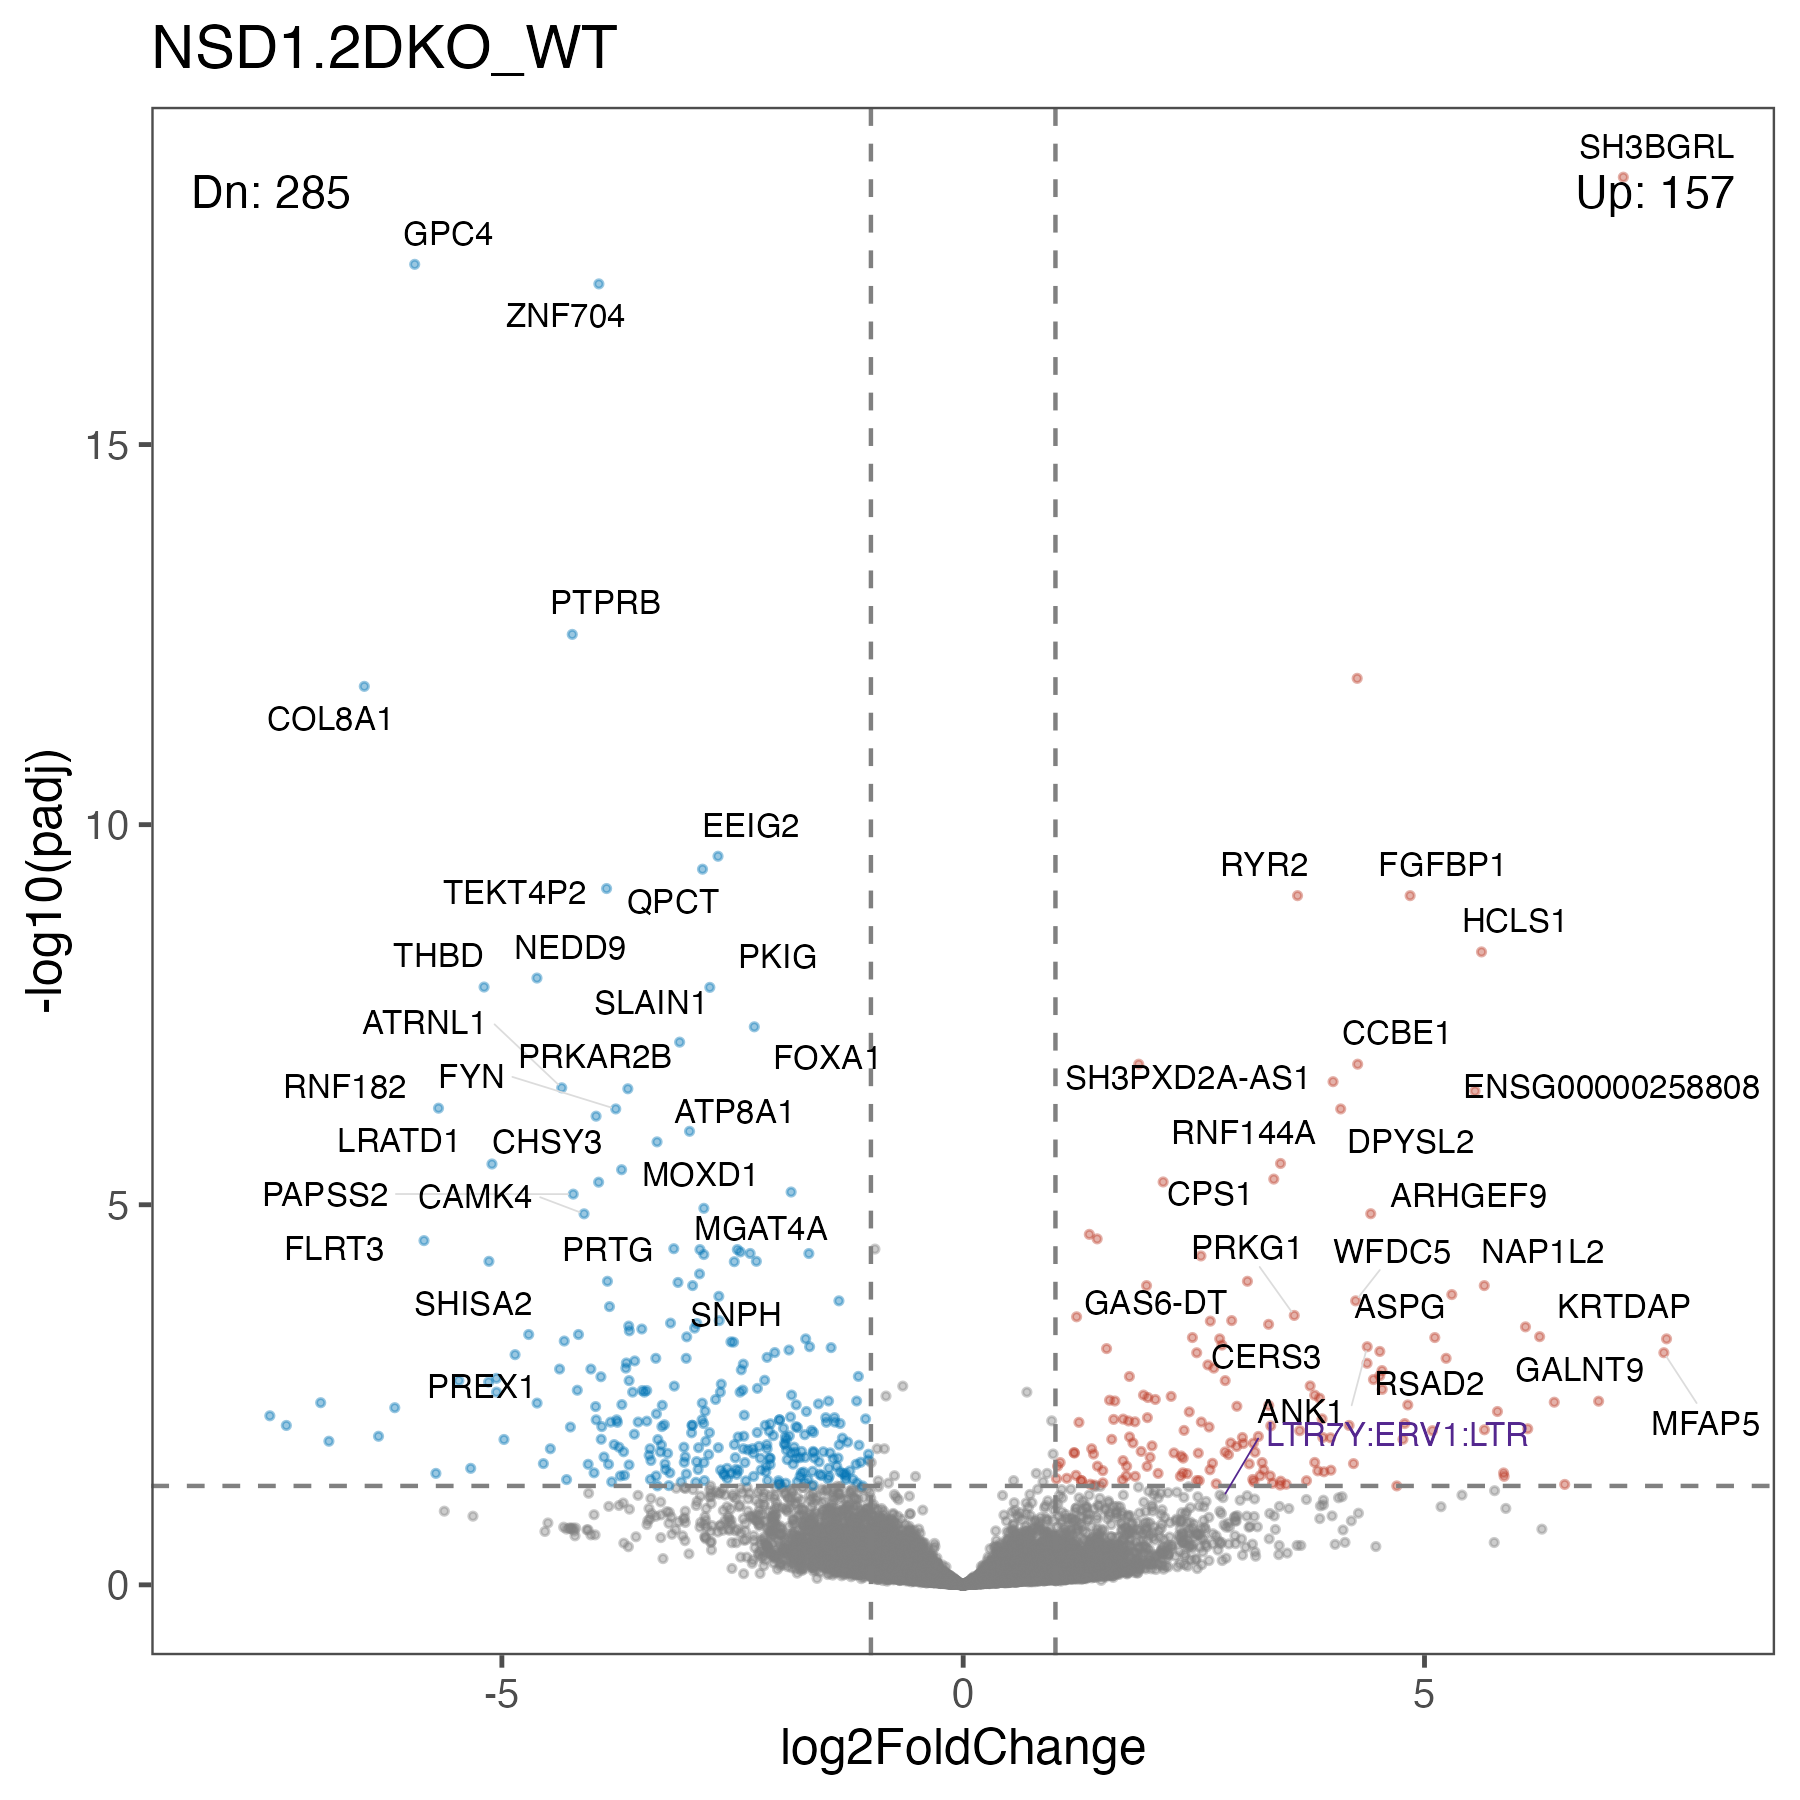 NSD1.2DKO_WT
SH3BGRL
Dn: 285
Up: 157
GPC4
ZNF704
15
PTPRB
COL8A1
-log10(padj)
10
EEIG2
RYR2
FGFBP1
TEKT4P2
QPCT
HCLS1
THBD
NEDD9
PKIG
SLAIN1
ATRNL1
CCBE1
PRKAR2B
FOXA1
FYN
SH3PXD2A-AS1
RNF182
ENSG00000258808
ATP8A1
RNF144A
LRATD1
CHSY3
DPYSL2
MOXD1
PAPSS2
CAMK4
CPS1
ARHGEF9
5
MGAT4A
FLRT3
PRTG
PRKG1
WFDC5
NAP1L2
SHISA2
SNPH
GAS6-DT
ASPG
KRTDAP
CERS3
GALNT9
PREX1
RSAD2
ANK1
MFAP5
LTR7Y:ERV1:LTR
0
-5
0
5
log2FoldChange